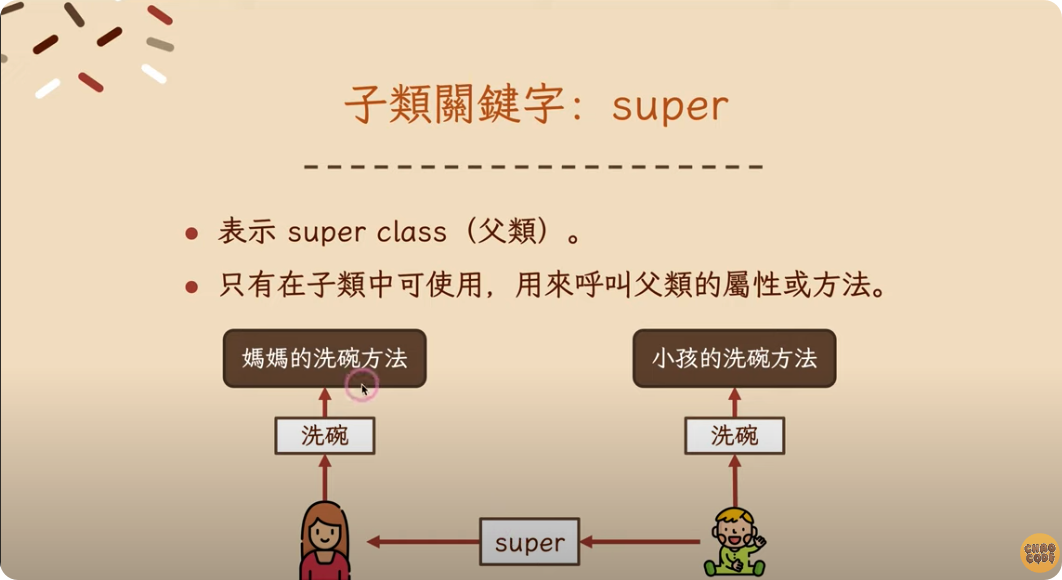 子類關鍵字：super
表示 super class（父類）。
只有在子類中可使用，用來呼叫父類的屬性或方法。
媽媽的洗碗方法
小孩的洗碗方法
洗碗
洗碗
super
CHAO
CODE